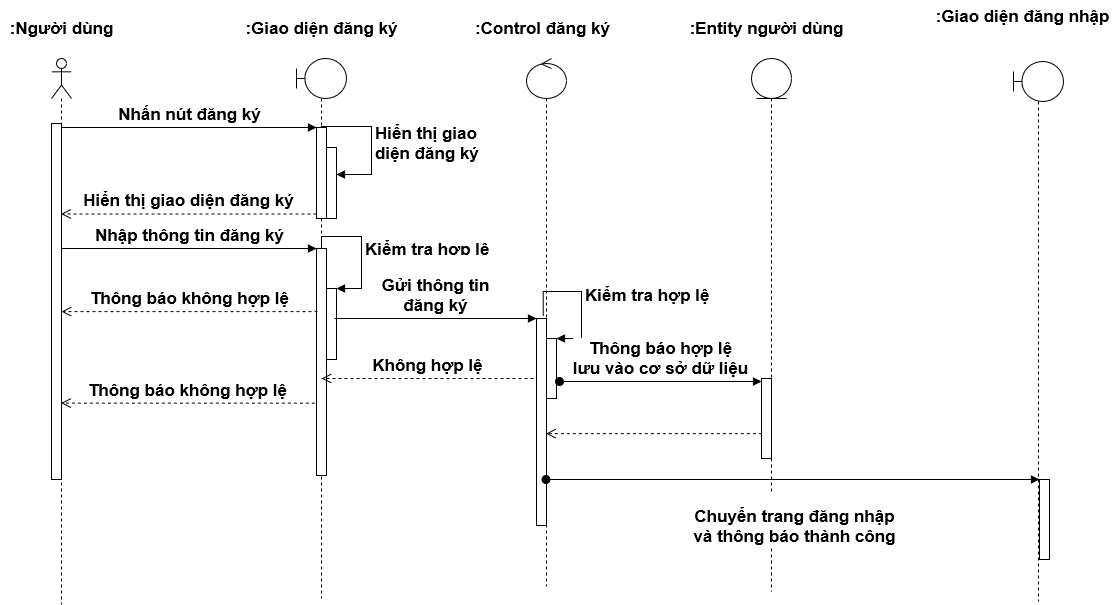 :Người dùng
:Giao diện đăng ký
:Control đăng ký
:Entity người dùng
:Giao diện đăng nhập
Nhấn nút đăng ký
Hiển thị giao
diện đăng ký
Hiển thị giao diện đăng ký
Nhập thông tin đăng ký
Kiểm tra hợp lệ
Thông báo không hợp lệ
Gửi thông tin
đăng ký
Kiểm tra hợp lệ
Thông báo hợp lệ
lưu vào cơ sở dữ liệu
Không hợp lệ
Thông báo không hợp lệ
Chuyển trang đăng nhập
và thông báo thành công